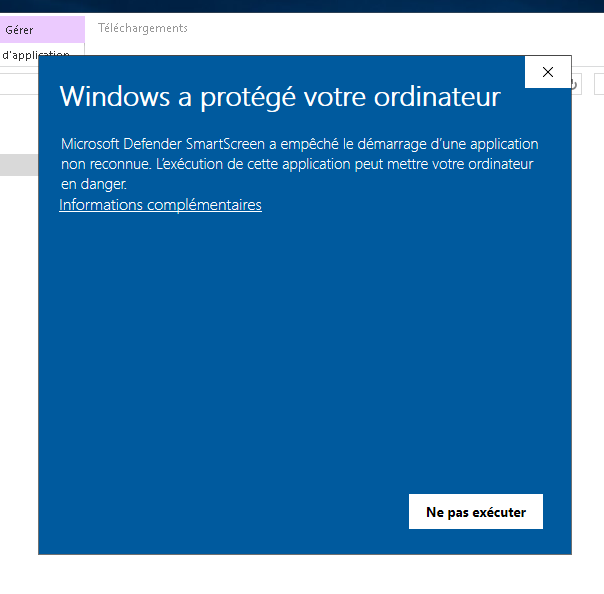 Gérer
Téléchargements
d'application
Windows a protégé votre ordinateur
Microsoft Defender SmartScreen a empêché le démarrage d’une application
non reconnue. L’exécution de cette application peut mettre votre ordinateur
en danger.
Informations complémentaires
Ne pas exécuter